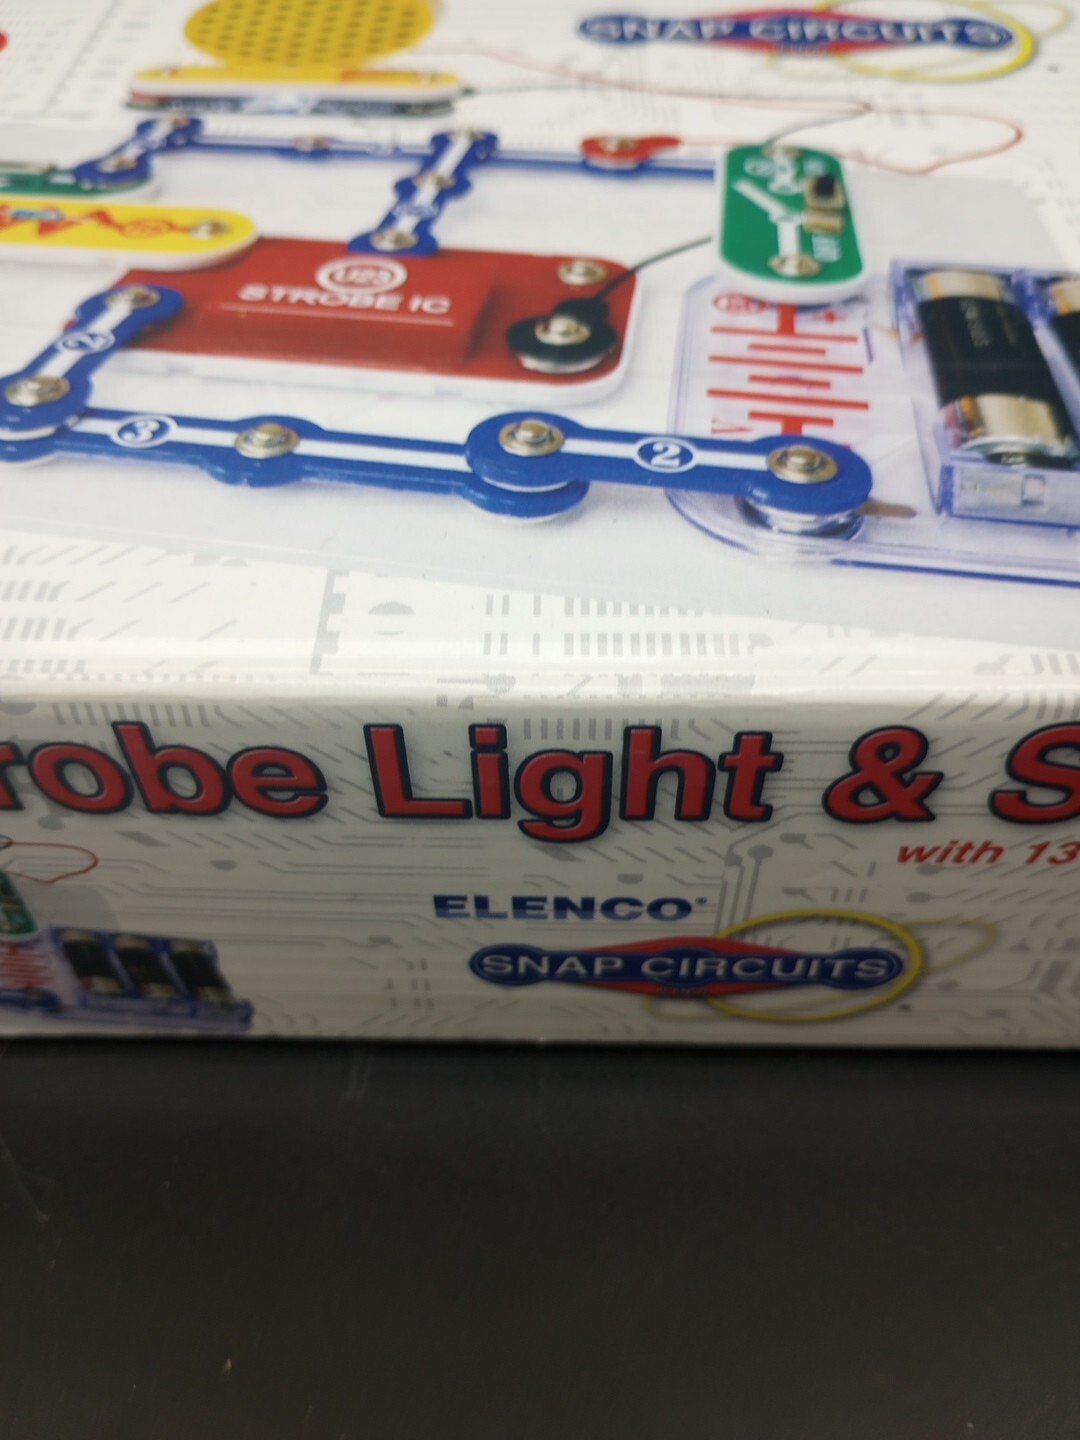 SNAP CIRCUITS
U23
STROBE IC
2
3
2
robe Light & S
with 13
ELENCO®
SNAP CIRCUITS